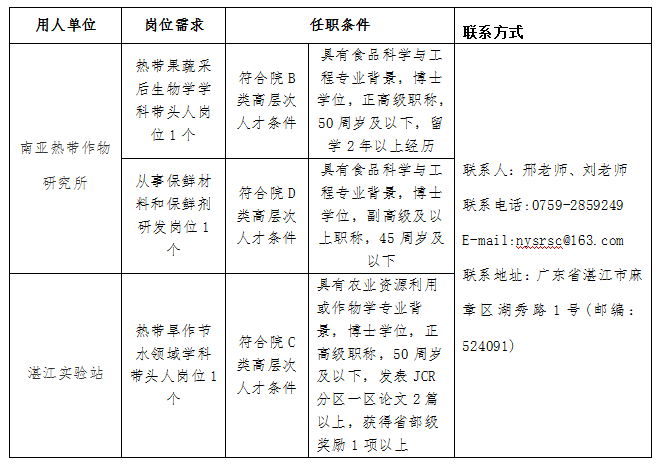 用人单位
岗位需求
任职条件
联系方式
南亚热带作物
研究所
热带果蔬采
后生物学学
科带头人岗
位1个
符合院B
类高层次
人才条件
具有食品科学与工
程专业背景，博士
学位，正高级职称，
50周岁及以下，留
学2年以上经历
从事保鲜材
料和保鲜剂
研发岗位1
个
符合院D
类高层次
人才条件
具有食品科学与工
程专业背景，博士
学位，副高级及以
上职称，45周岁及
以下
湛江实验站
热带旱作节
水领域学科
带头人岗位1
个
符合院C
类高层次
人才条件
具有农业资源利用
或作物学专业背
景，博士学位，正
高级职称，50周岁
及以下，发表JCR
分区一区论文2篇
以上，获得省部级
奖励1项以上
联系人：邢老师、刘老师
联系电话:0759-2859249
E-mail:nysrsc@163.com
联系地址：广东省湛江市麻
章区湖秀路1号(邮编：
524091)